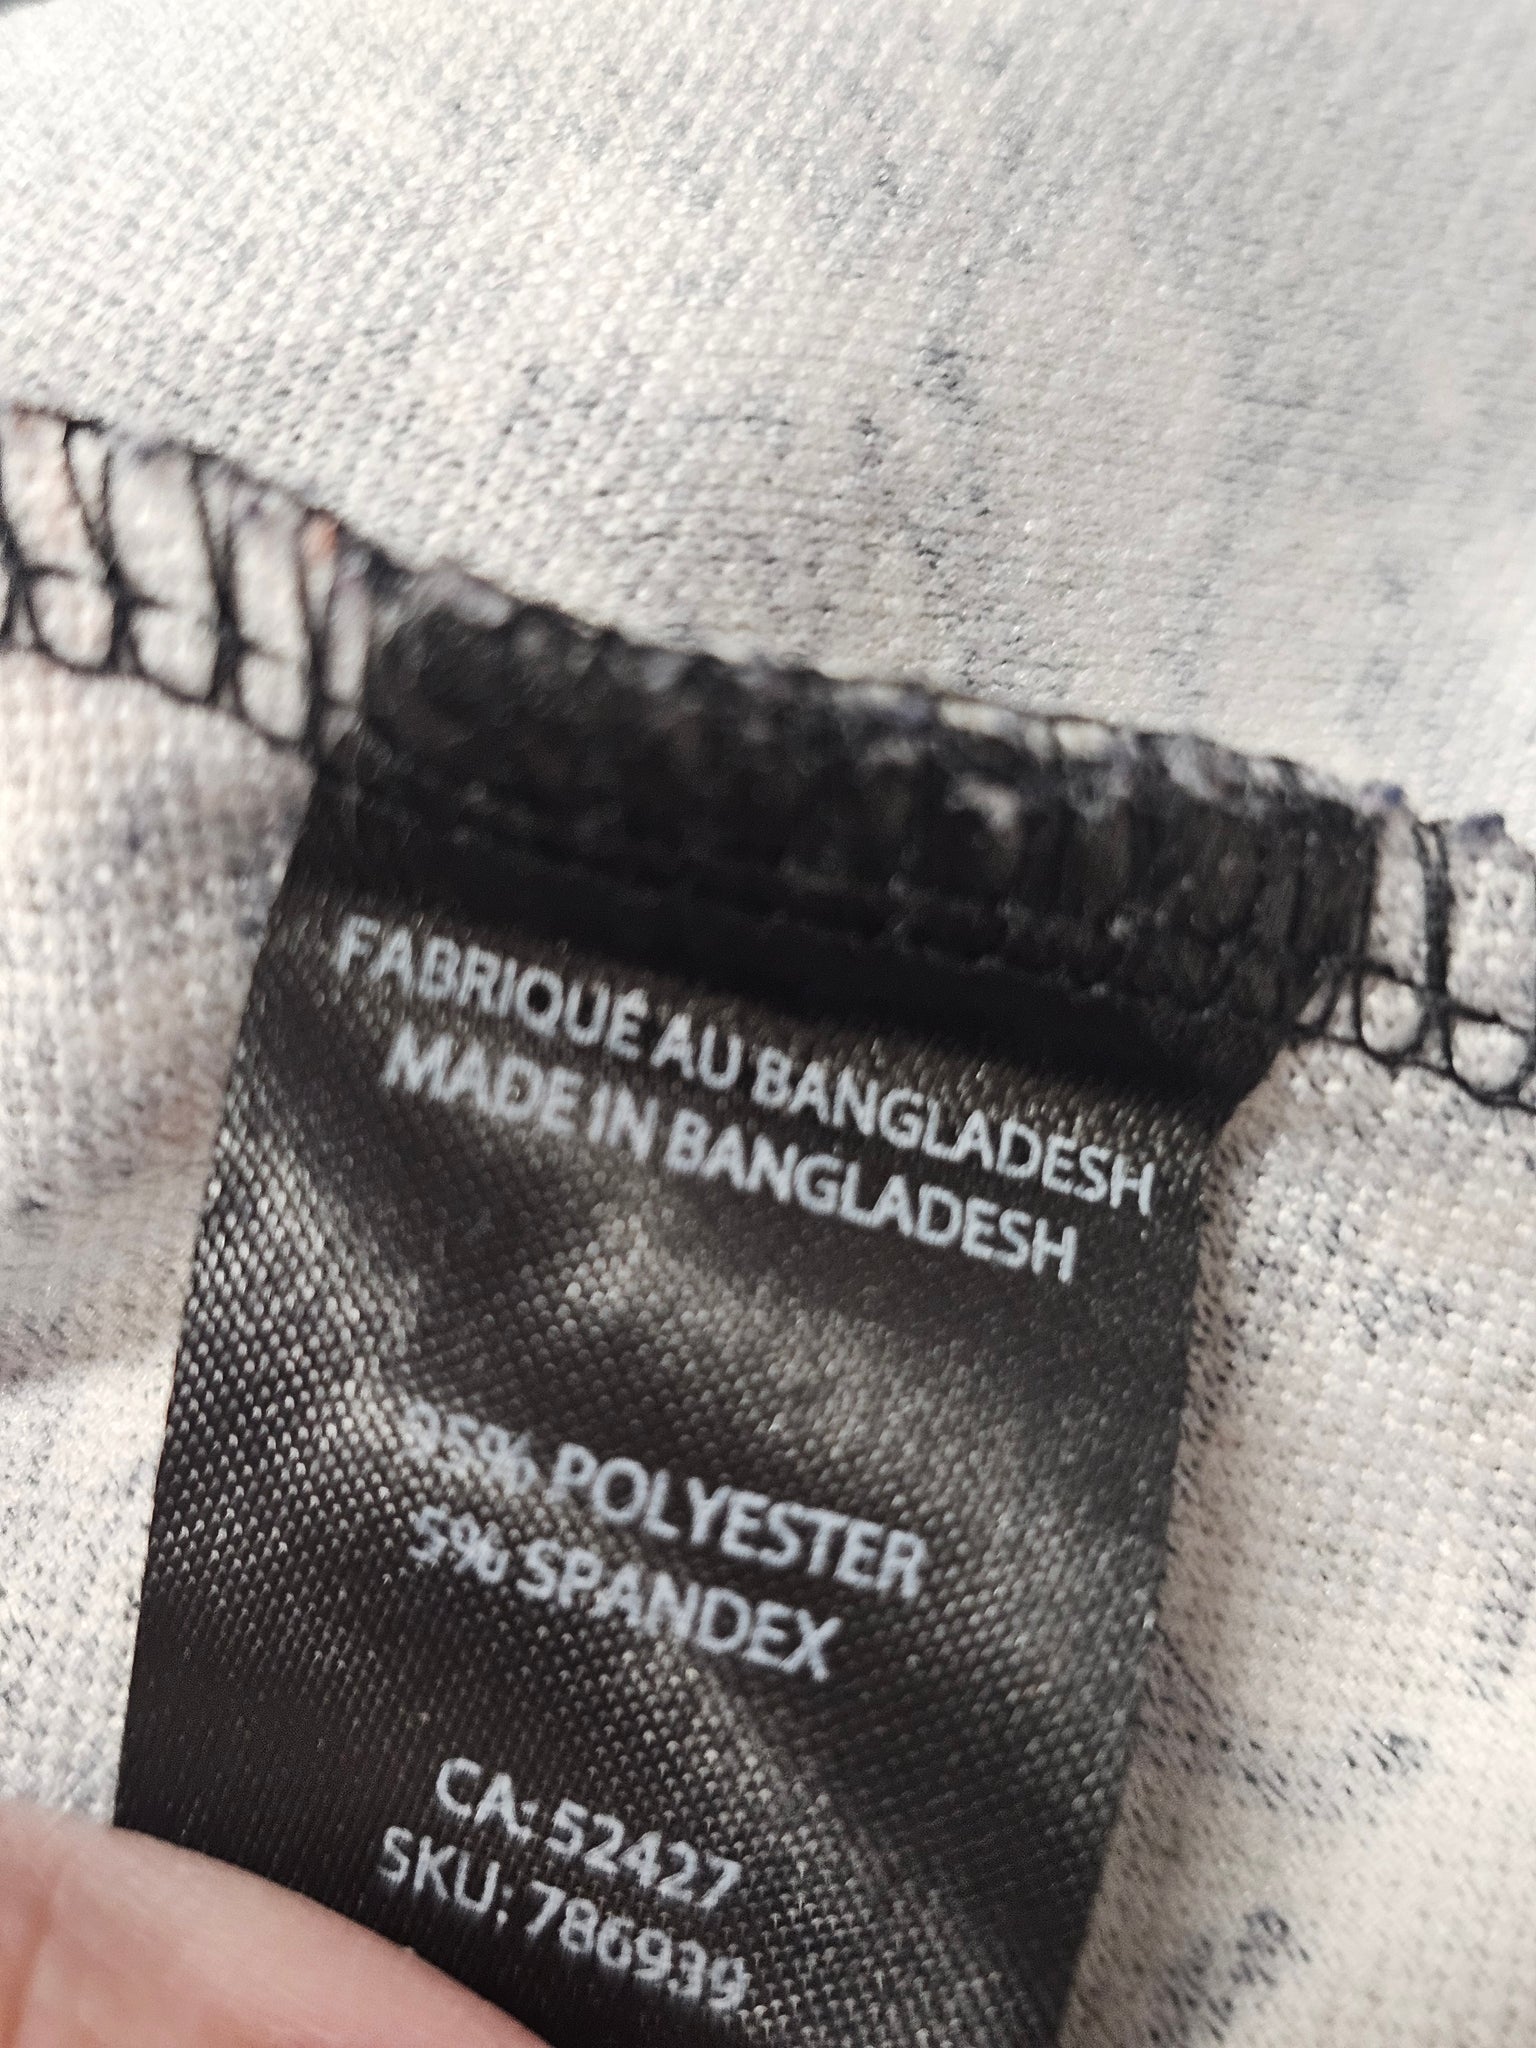 FABRIQUÉ AU BANGLADESH
MADE IN BANGLADESH
95% POLYESTER
5% SPANDEX
CA: 52427
SKU: 786939